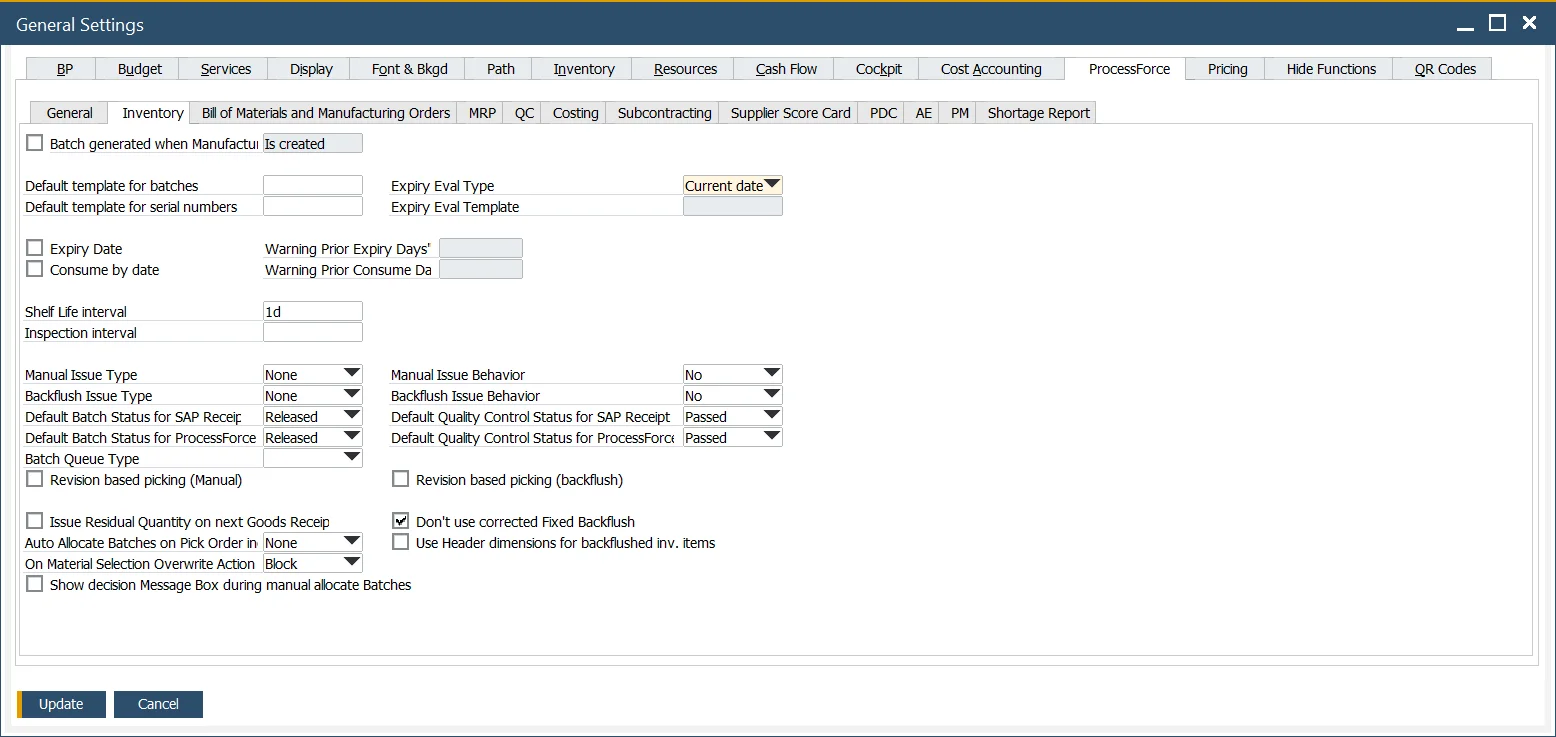 General Settings
BP Budget Services Display Font & Bkgd Path Inventory Resources Cash Flow Cockpit Cost Accounting ProcessForce Pricing Hide Functions QR Codes
General Inventory Bill of Materials and Manufacturing Orders MRP QC Costing Subcontracting Supplier Score Card PDC AE PM Shortage Report
Batch generated when Manufactu Is created
Default template for batches Expiry Eval Type Current date
Default template for serial numbers Expiry Eval Template
Expiry Date Warning Prior Expiry Days"
Consume by date Warning Prior Consume Da
Shelf Life interval 1d
Inspection interval
Manual Issue Type None Manual Issue Behavior No
Backflush Issue Type None Backflush Issue Behavior No
Default Batch Status for SAP Receip Released Default Quality Control Status for SAP Receipt Passed
Default Batch Status for ProcessForce Released Default Quality Control Status for ProcessForce Passed
Batch Queue Type
Revision based picking (Manual) Revision based picking (backflush)
Issue Residual Quantity on next Goods Receip Don't use corrected Fixed Backflush
Auto Allocate Batches on Pick Order in None Use Header dimensions for backflushed inv. items
On Material Selection Overwrite Action Block
Show decision Message Box during manual allocate Batches
Update Cancel